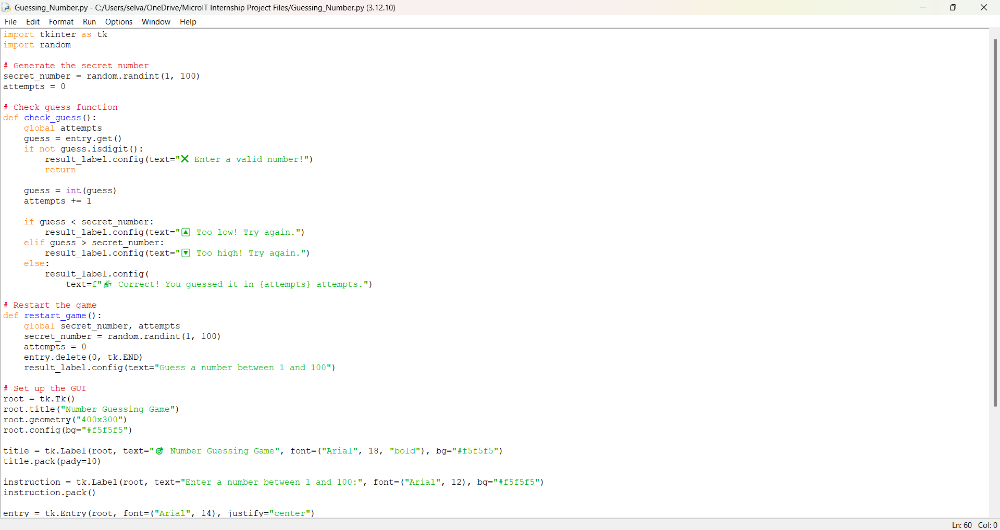 Guessing_Number.py - C:/Users/selva/OneDrive/MicroIT Internship Project Files/Guessing_Number.py (3.12.10)
File Edit Format Run Options Window Help
import tkinter as tk
import random

# Generate the secret number
secret_number = random.randint(1, 100)
attempts = 0

# Check guess function
def check_guess():
    global attempts
    guess = entry.get()
    if not guess.isdigit():
        result_label.config(text="❌ Enter a valid number!")
        return

    guess = int(guess)
    attempts += 1

    if guess < secret_number:
        result_label.config(text="🔼 Too low! Try again.")
    elif guess > secret_number:
        result_label.config(text="🔽 Too high! Try again.")
    else:
        result_label.config(
            text=f"🎉 Correct! You guessed it in {attempts} attempts.")

# Restart the game
def restart_game():
    global secret_number, attempts
    secret_number = random.randint(1, 100)
    attempts = 0
    entry.delete(0, tk.END)
    result_label.config(text="Guess a number between 1 and 100")

# Set up the GUI
root = tk.Tk()
root.title("Number Guessing Game")
root.geometry("400x300")
root.config(bg="#f5f5f5")

title = tk.Label(root, text="🎯 Number Guessing Game", font=("Arial", 18, "bold"), bg="#f5f5f5")
title.pack(pady=10)

instruction = tk.Label(root, text="Enter a number between 1 and 100:", font=("Arial", 12), bg="#f5f5f5")
instruction.pack()

entry = tk.Entry(root, font=("Arial", 14), justify="center")
Ln: 60 Col: 0